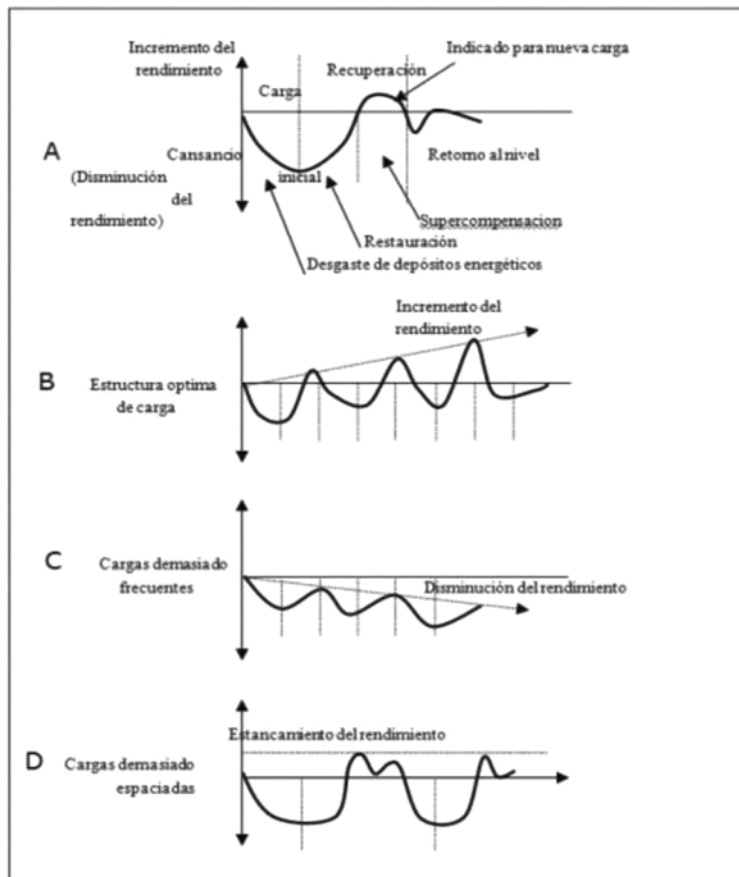 Incremento del
rendimiento
Indicado para nueva carga
Recuperación
Carga
A
Cansancio
(Disminución
del
rendimiento)
inicial
Retorno al nivel
Supercompensacion
Restauración
Desgaste de depósitos energéticos
Incremento del
rendimiento
B
Estructura optima
de carga
C
Cargas demasiado
frecuentes
Disminución del rendimiento
Estancamiento del rendimiento
D
Cargas demasiado
espaciadas